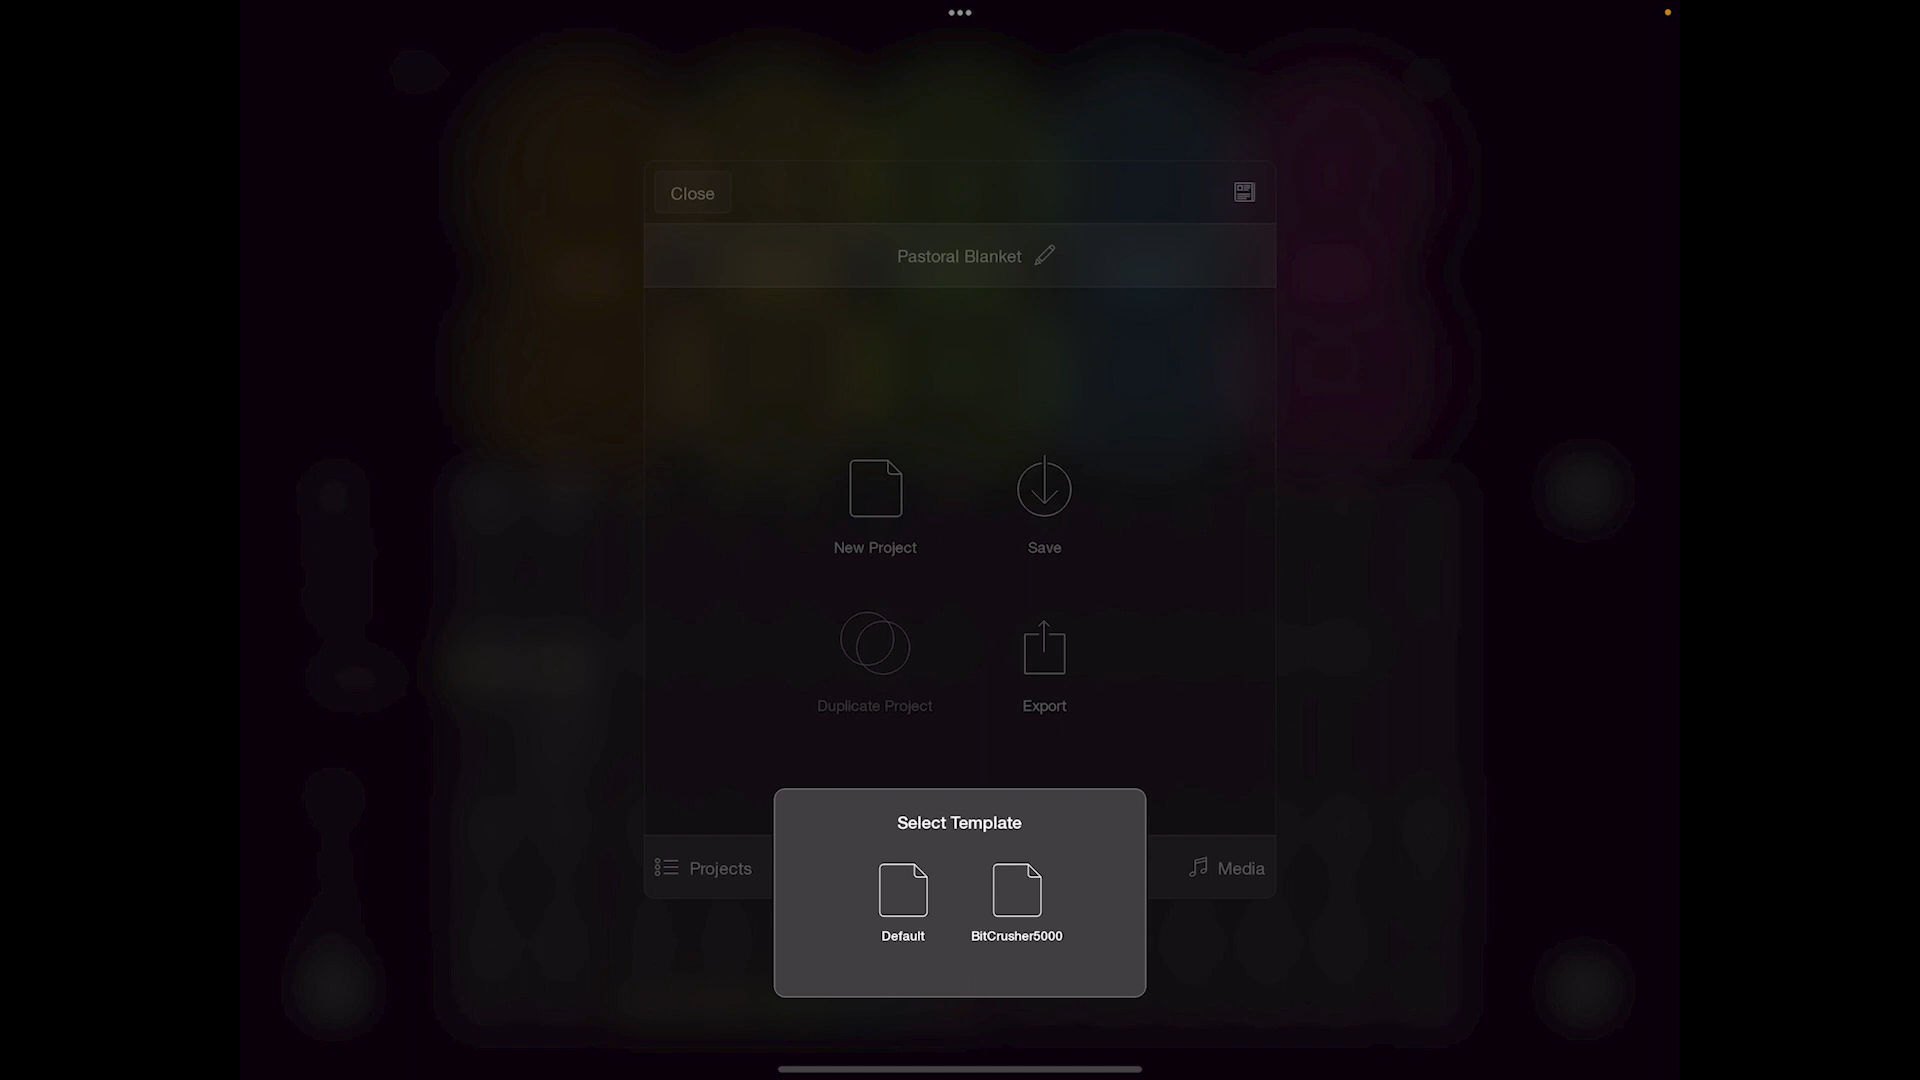 Close
Pastoral Blanket
New Project
Save
Duplicate Project
Export
Select Template
Projects
Media
Default
BitCrusher5000